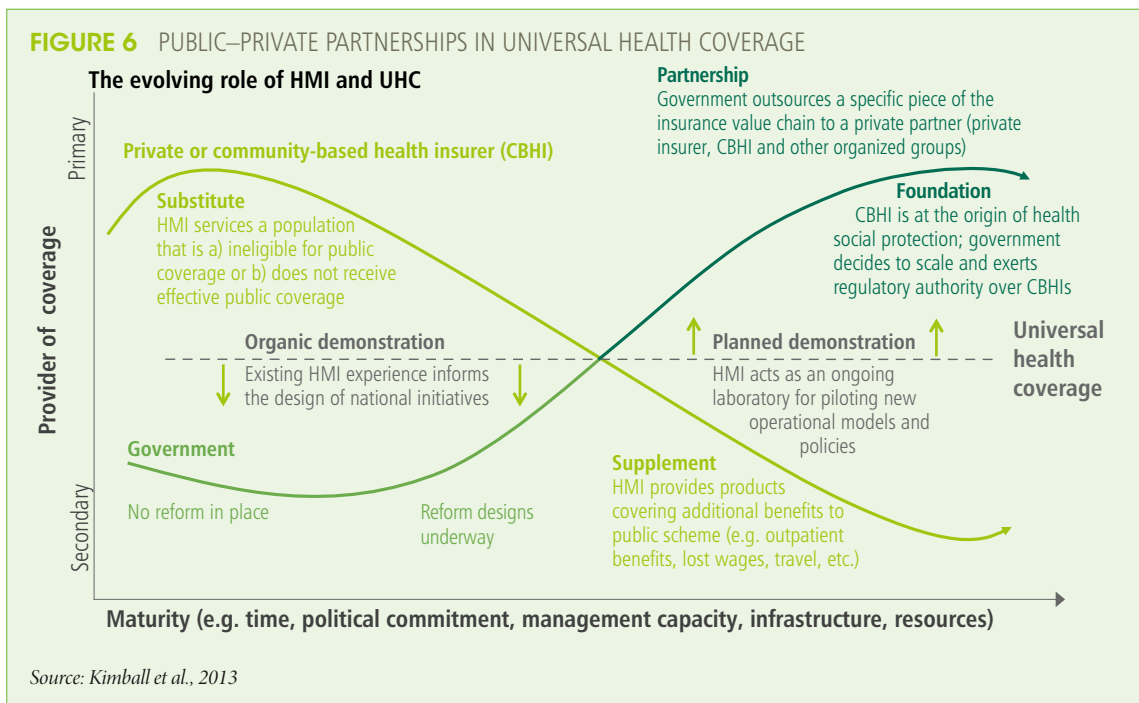 FIGURE 6 PUBLIC–PRIVATE PARTNERSHIPS IN UNIVERSAL HEALTH COVERAGE
The evolving role of HMI and UHC
Partnership
Government outsources a specific piece of the
insurance value chain to a private partner (private
insurer, CBHI and other organized groups)
Primary
Private or community-based health insurer (CBHI)
Substitute
HMI services a population
that is a) ineligible for public
coverage or b) does not receive
effective public coverage
Foundation
CBHI is at the origin of health
social protection; government
decides to scale and exerts
regulatory authority over CBHIs
Provider of coverage
Organic demonstration
Existing HMI experience informs
the design of national initiatives
Planned demonstration
HMI acts as an ongoing
laboratory for piloting new
operational models and
policies
Universal
health
coverage
Government
No reform in place
Reform designs
underway
Supplement
HMI provides products
covering additional benefits to
public scheme (e.g. outpatient
benefits, lost wages, travel, etc.)
Secondary
Maturity (e.g. time, political commitment, management capacity, infrastructure, resources)
Source: Kimball et al., 2013